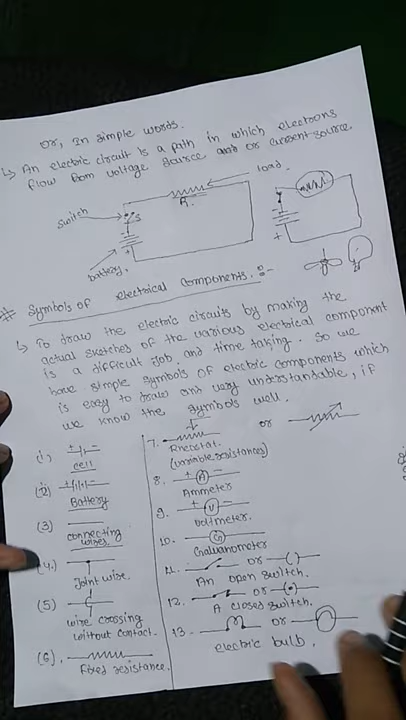 or, In simple words.
↳ An electric circuit is a path in which electrons
flow from voltage source or current source
load.
switch
S
R.
+
battery.
+
# Symbols of electrical components :-
↳ To draw the electric circuits by making the
actual sketches of the various electrical component
is a difficult job, and time taking. so we
have simple symbols of electric components which
is easy to draw and very understandable, if
we know the symbols well.
(1) + -
cell
(2) + -
Battery
(3)
connecting
wires
(4)
Joint wire.
(5)
wire crossing
without contact.
(6).
Fixed resistance.
7. or
Rheostat.
(variable resistances)
8. + A -
Ammeter
9. + V -
Voltmeter.
10. G
Galvanometer
11. or ( )
An open switch.
12. or (•)
A closed switch.
13. or
electric bulb.